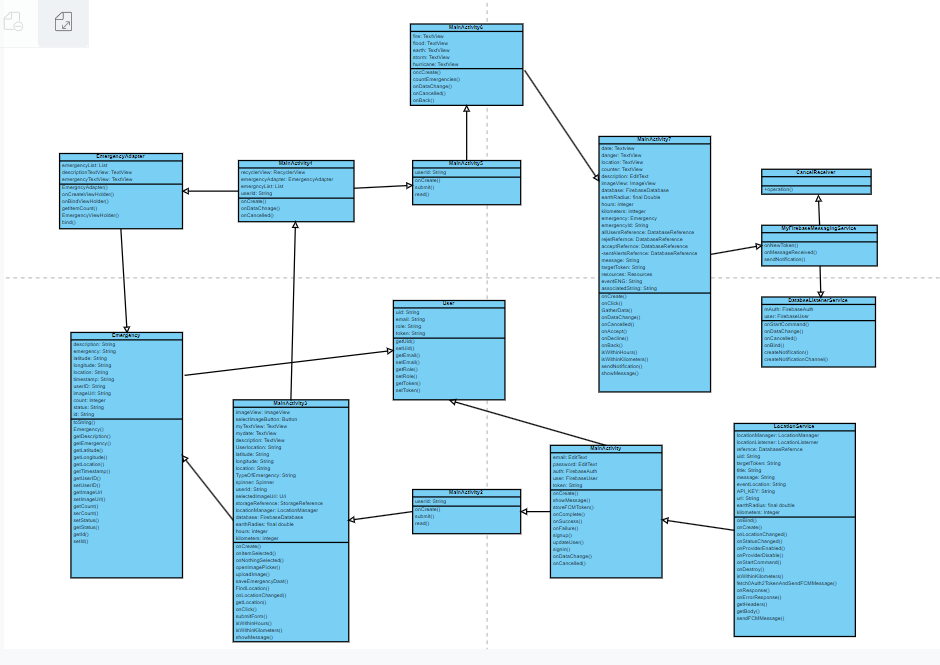 MainActivity6
fire: TextView
flood: TextView
earth: TextView
storm: TextView
hurricane: TextView
onCreate()
countEmergencies()
onDataChange()
onCancelled()
onBack()
EmergencyAdapter
emergencyList: List
descriptionTextView: TextView
emergencyTextView: TextView
EmergencyAdapter()
onCreateViewHolder()
onBindViewHolder()
getItemCount()
EmergencyViewHolder()
bind()
MainActivity4
recyclerView: RecyclerView
emergencyAdapter: EmergencyAdapter
emergencyList: List
userId: String
onCreate()
onDataChnage()
onCancelled()
MainActivity5
userId: String
onCreate()
submit()
read()
MainActivity7
date: TextView
danger: TextView
location: TextView
counter: TextView
description: EditText
imageView: ImageView
database: FirebaseDatabase
earthRadius: final Double
hours: Integer
kilometers: Integer
emergency: Emergency
emergencyId: String
allUsersReference: DatabaseReference
rejetRefernce: DatabaseReference
acceptRefernce: DatabaseReference
-sentAlertsRefernce: DatabaseReference
message: String
targetToken: String
resources: Resources
eventENG: String
associatedString: String
onCreate()
onClick()
GatherData()
onDataChange()
onCancelled()
onAccept()
onDecline()
onBack()
isWithinHours()
isWithinKilometers()
sendNotification()
showMessage()
CancelReceiver
+operation()
MyFirebaseMessagingService
onNewToken()
onMessageReceived()
sendNotification()
DatabseListenerService
mAuth: FirebaseAuth
user: FirebaseUser
onStartCommand()
onDataChange()
onCancelled()
onBind()
createNotification()
createNotificationChannel()
User
uid: String
email: String
role: String
token: String
getUid()
setUid()
getEmail()
setEmail()
getRole()
setRole()
getToken()
setToken()
Emergency
description: String
emergency: String
latitude: String
longitude: String
location: String
timestamp: String
userID: String
imageUrl: String
count: Integer
status: String
id: String
toString()
Emergency()
getDescription()
getEmergency()
getLatitude()
getLongitude()
getLocation()
getTimestamp()
getUserID()
setUserID()
getImageUrl
setImageUrl()
getCount()
setCount()
setStatus()
getStatus()
getId()
setId()
MainActivity3
imageView: ImageView
selectImageButton: Button
myTextView: TextView
mydate: TextView
description: TextView
Userlocation: String
latitude: String
longitude: String
location: String
TypeOfEmergency: String
spinner: Spinner
userId: String
selectedImageUri: Uri
storageReference: StorageReference
locationManager: LocationManager
database: FirebaseDatabase
earthRadius: final double
hours: Integer
kilometers: Integer
onCreate()
onItemSelected()
onNothingSelected()
openImagePicker()
uploadImage()
saveEmergencyData()
FindLocation()
onLocationChanged()
getLocation()
onClick()
submitForm()
isWithinHours()
isWithinKilometers()
showMessage()
MainActivity2
userId: String
onCreate()
submit()
read()
MainActivity
email: EditText
password: EditText
auth: FirebaseAuth
user: FirebaseUser
token: String
onCreate()
showMessage()
storeFCMToken()
onComplete()
onSuccess()
onFailure()
signup()
updateUser()
signin()
onDataChange()
onCancelled()
LocationService
locationManager: LocationManager
locationListener: LocationListener
refernce: DatabaseReference
uid: String
targetToken: String
title: String
message: String
eventLocation: String
API_KEY: String
url: String
earthRadius: final double
kilometers: Integer
onBind()
onCreate()
onLocationChanged()
onStatusChanged()
onProviderEnabled()
onProviderDisable()
onStartCommand()
onDestroy()
isWithinKilometers()
fetchOAuth2TokenAndSendFCMMessage()
onResponse()
onErrorResponse()
getHeaders()
getBody()
sendFCMMessage()